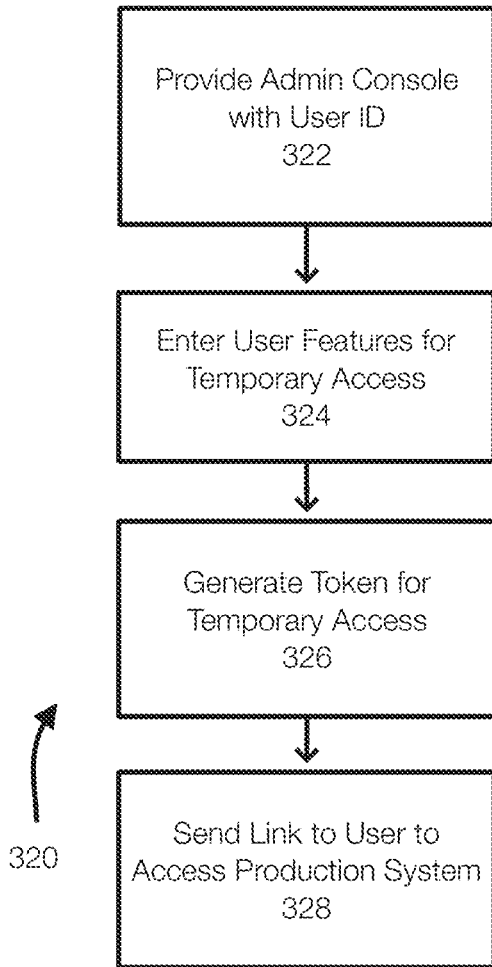 Provide Admin Console
with User ID
322
Enter User Features for
Temporary Access
324
Generate Token for
Temporary Access
326
Send Link to User to
Access Production System
328
320